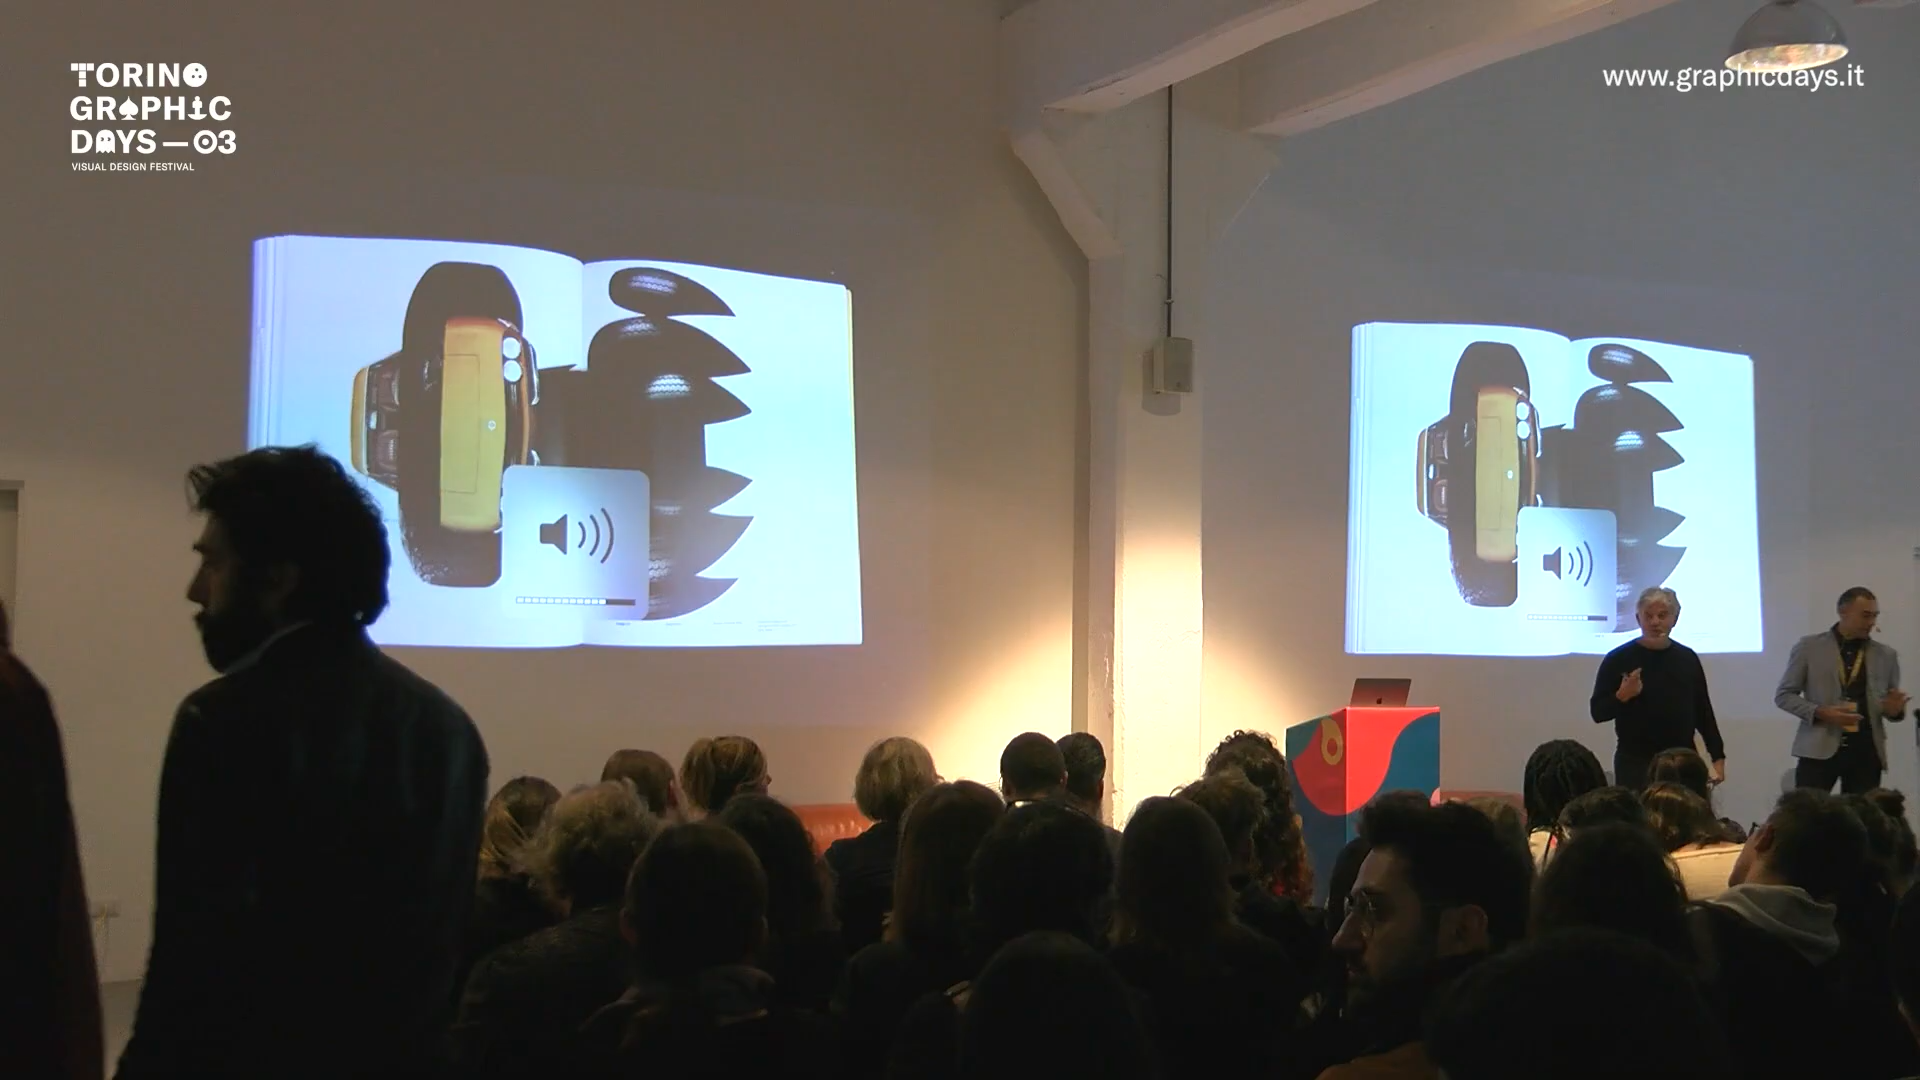 TORINO
GRAPHIC
DAYS—03
VISUAL DESIGN FESTIVAL
www.graphicdays.it